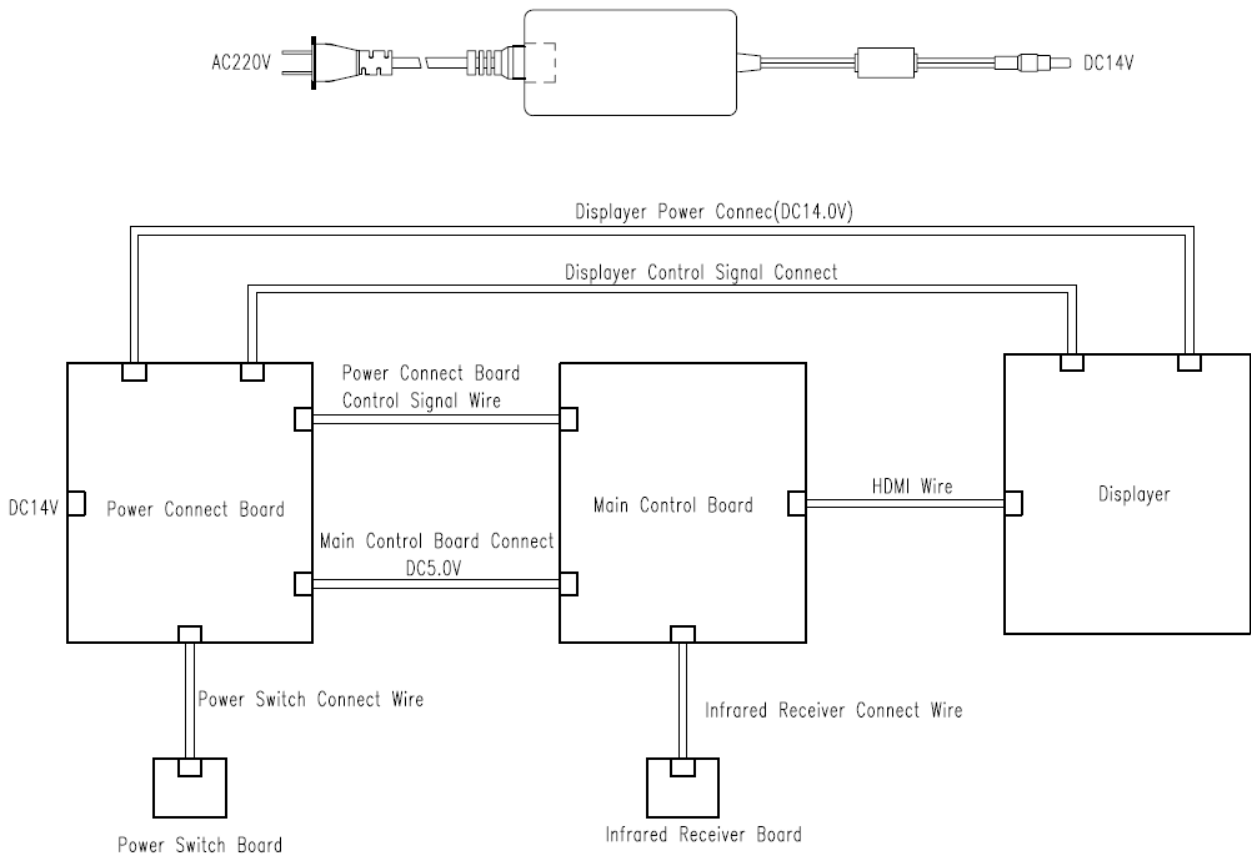 AC220V
DC14V
Displayer Power Connec(DC14.0V)
Displayer Control Signal Connect
Power Connect Board
Control Signal Wire
DC14V
Power Connect Board
Main Control Board
HDMI Wire
Displayer
Main Control Board Connect
DC5.0V
Power Switch Connect Wire
Infrared Receiver Connect Wire
Power Switch Board
Infrared Receiver Board